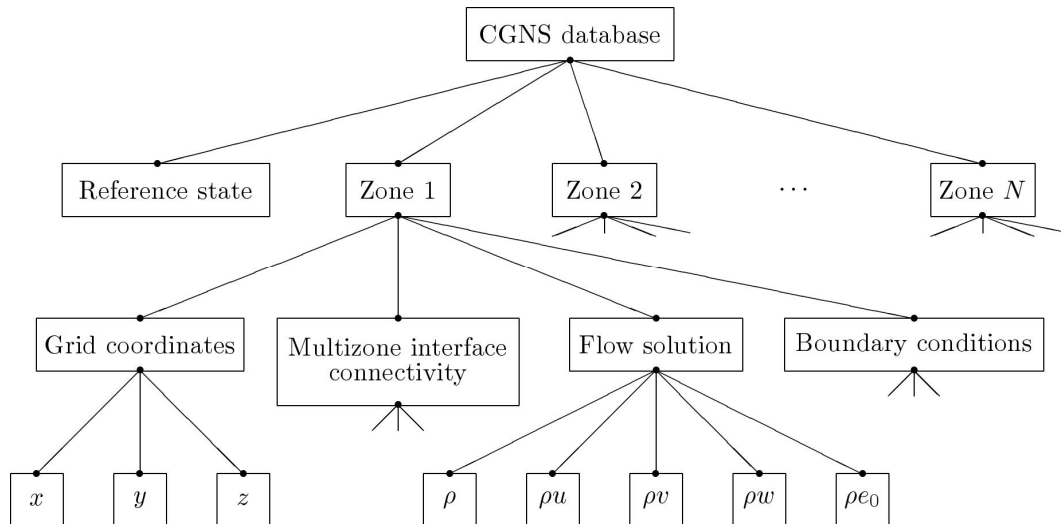 CGNS database
Reference state
Zone 1
Zone 2
...
Zone N
Grid coordinates
Multizone interface
connectivity
Flow solution
Boundary conditions
x
y
z
ρ
ρu
ρv
ρw
ρe₀